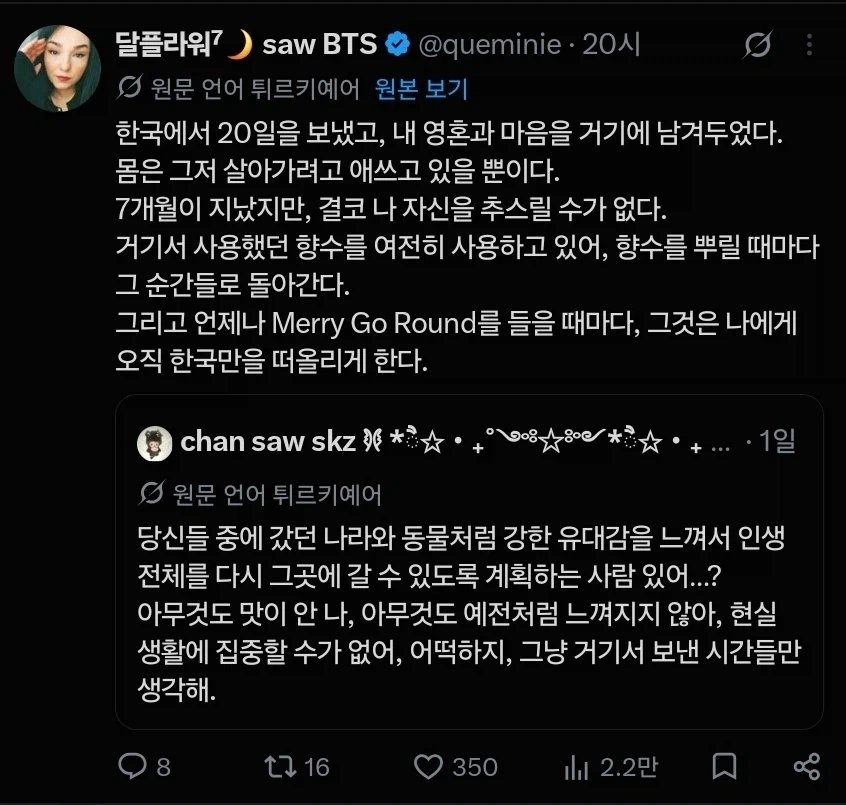 달플라워⁷🌙 saw BTS @queminie · 20시
원문 언어 튀르키예어 원본 보기
한국에서 20일을 보냈고, 내 영혼과 마음을 거기에 남겨두었다.
몸은 그저 살아가려고 애쓰고 있을 뿐이다.
7개월이 지났지만, 결코 나 자신을 추스릴 수가 없다.
거기서 사용했던 향수를 여전히 사용하고 있어, 향수를 뿌릴 때마다
그 순간들로 돌아간다.
그리고 언제나 Merry Go Round를 들을 때마다, 그것은 나에게
오직 한국만을 떠올리게 한다.
chan saw skz ... · 1일
원문 언어 튀르키예어
당신들 중에 갔던 나라와 동물처럼 강한 유대감을 느껴서 인생
전체를 다시 그곳에 갈 수 있도록 계획하는 사람 있어...?
아무것도 맛이 안 나, 아무것도 예전처럼 느껴지지 않아, 현실
생활에 집중할 수가 없어, 어떡하지, 그냥 거기서 보낸 시간들만
생각해.
8 16 350 2.2만